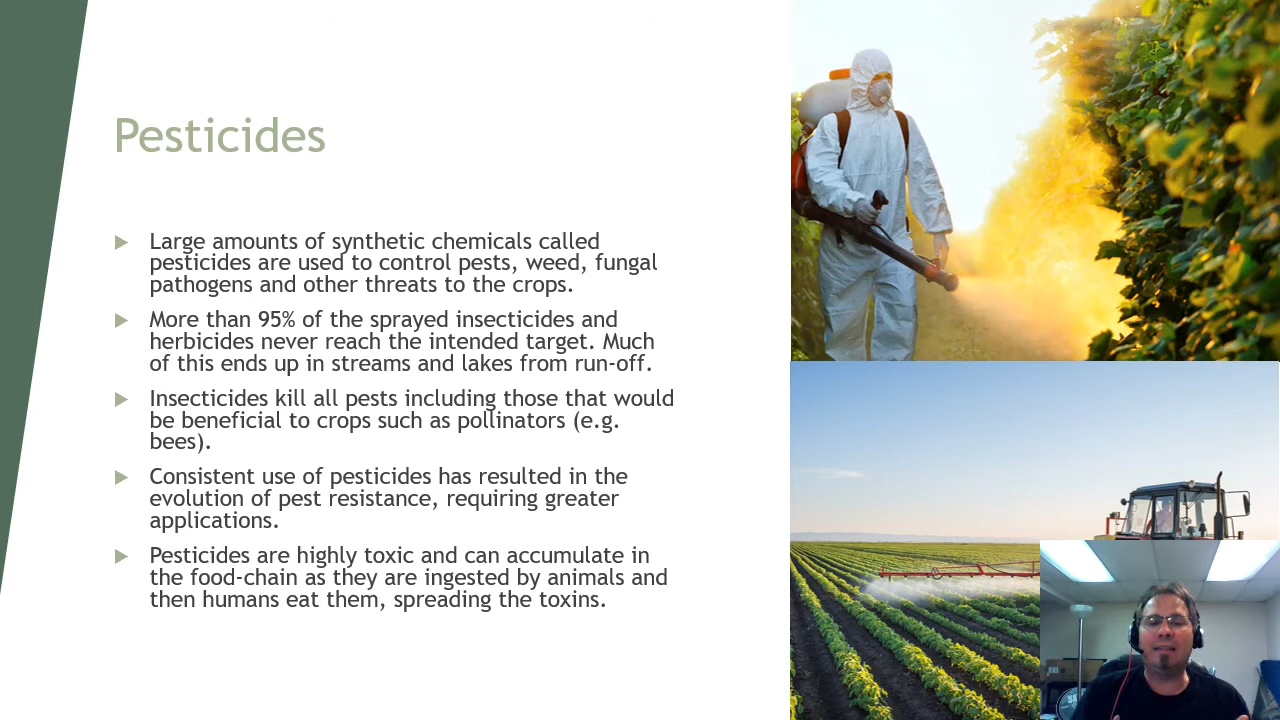 Pesticides
Large amounts of synthetic chemicals called
pesticides are used to control pests, weed, fungal
pathogens and other threats to the crops.
More than 95% of the sprayed insecticides and
herbicides never reach the intended target. Much
of this ends up in streams and lakes from run-off.
Insecticides kill all pests including those that would
be beneficial to crops such as pollinators (e.g.
bees).
Consistent use of pesticides has resulted in the
evolution of pest resistance, requiring greater
applications.
Pesticides are highly toxic and can accumulate in
the food-chain as they are ingested by animals and
then humans eat them, spreading the toxins.